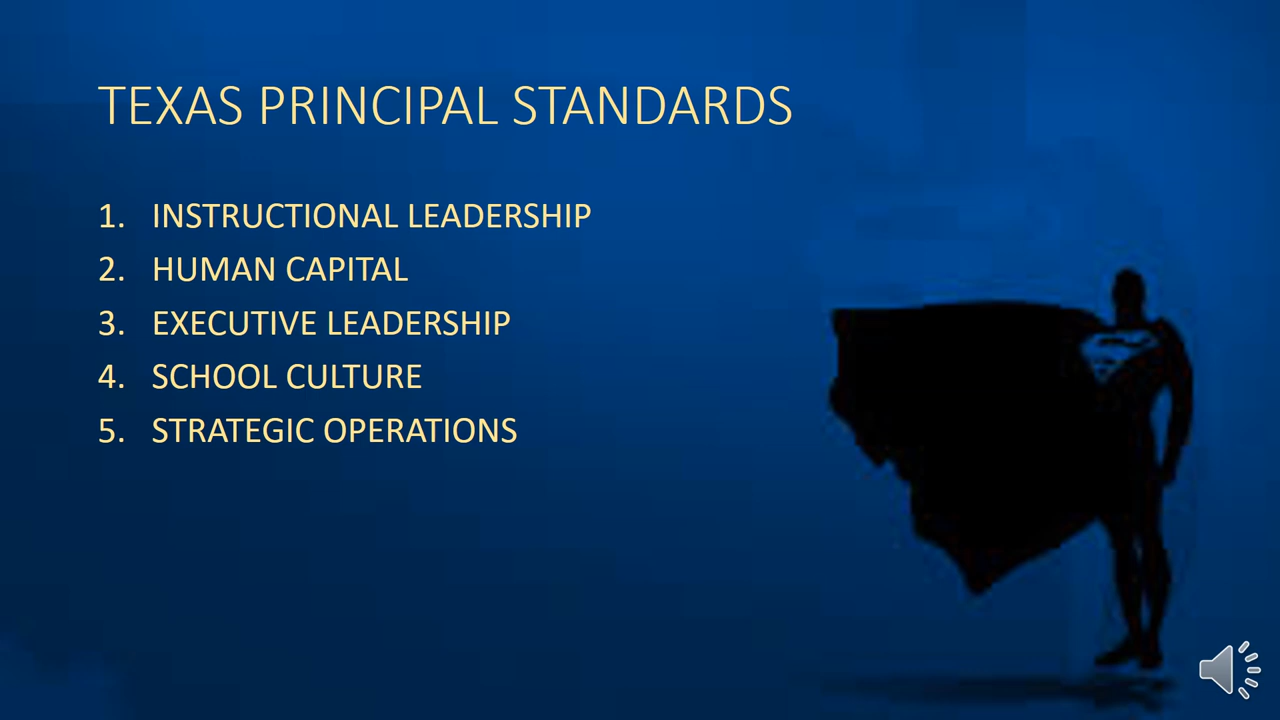 TEXAS PRINCIPAL STANDARDS
1. INSTRUCTIONAL LEADERSHIP
2. HUMAN CAPITAL
3. EXECUTIVE LEADERSHIP
4. SCHOOL CULTURE
5. STRATEGIC OPERATIONS